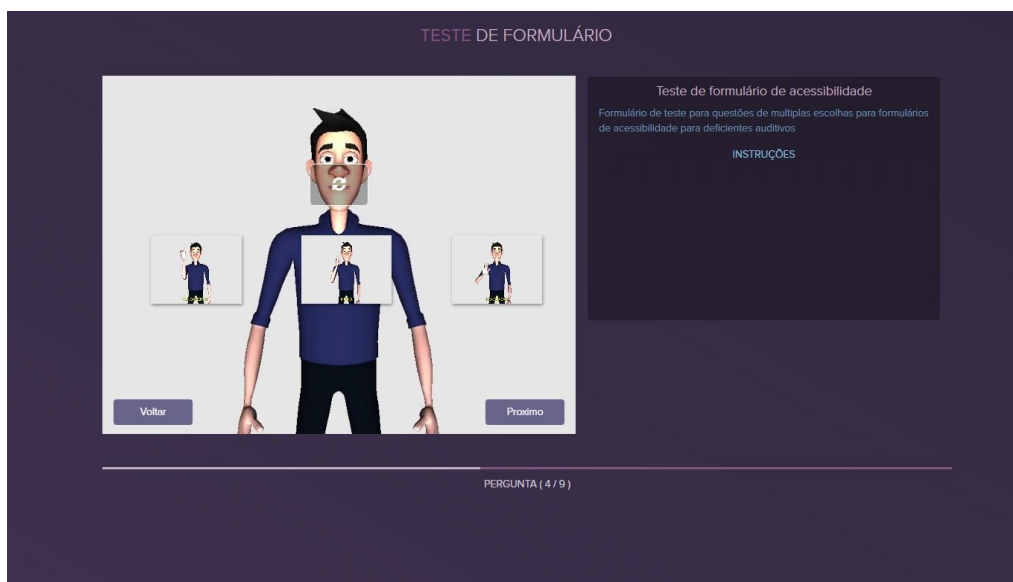 TESTE DE FORMULÁRIO
Teste de formulário de acessibilidade
Formulário de teste para questões de multiplas escolhas para formulários
de acessibilidade para deficientes auditivos
INSTRUÇÕES
Voltar
Proximo
PERGUNTA ( 4 / 9 )